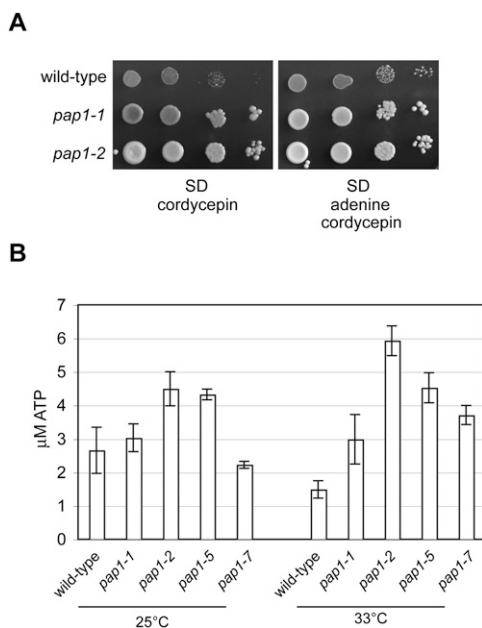 A
wild-type
pap1-1
pap1-2
SD
cordycepin
SD
adenine
cordycepin
B
7
6
5
4
3
2
1
0
µM ATP
wild-type
pap1-1
pap1-2
pap1-5
pap1-7
wild-type
pap1-1
pap1-2
pap1-5
pap1-7
25°C
33°C